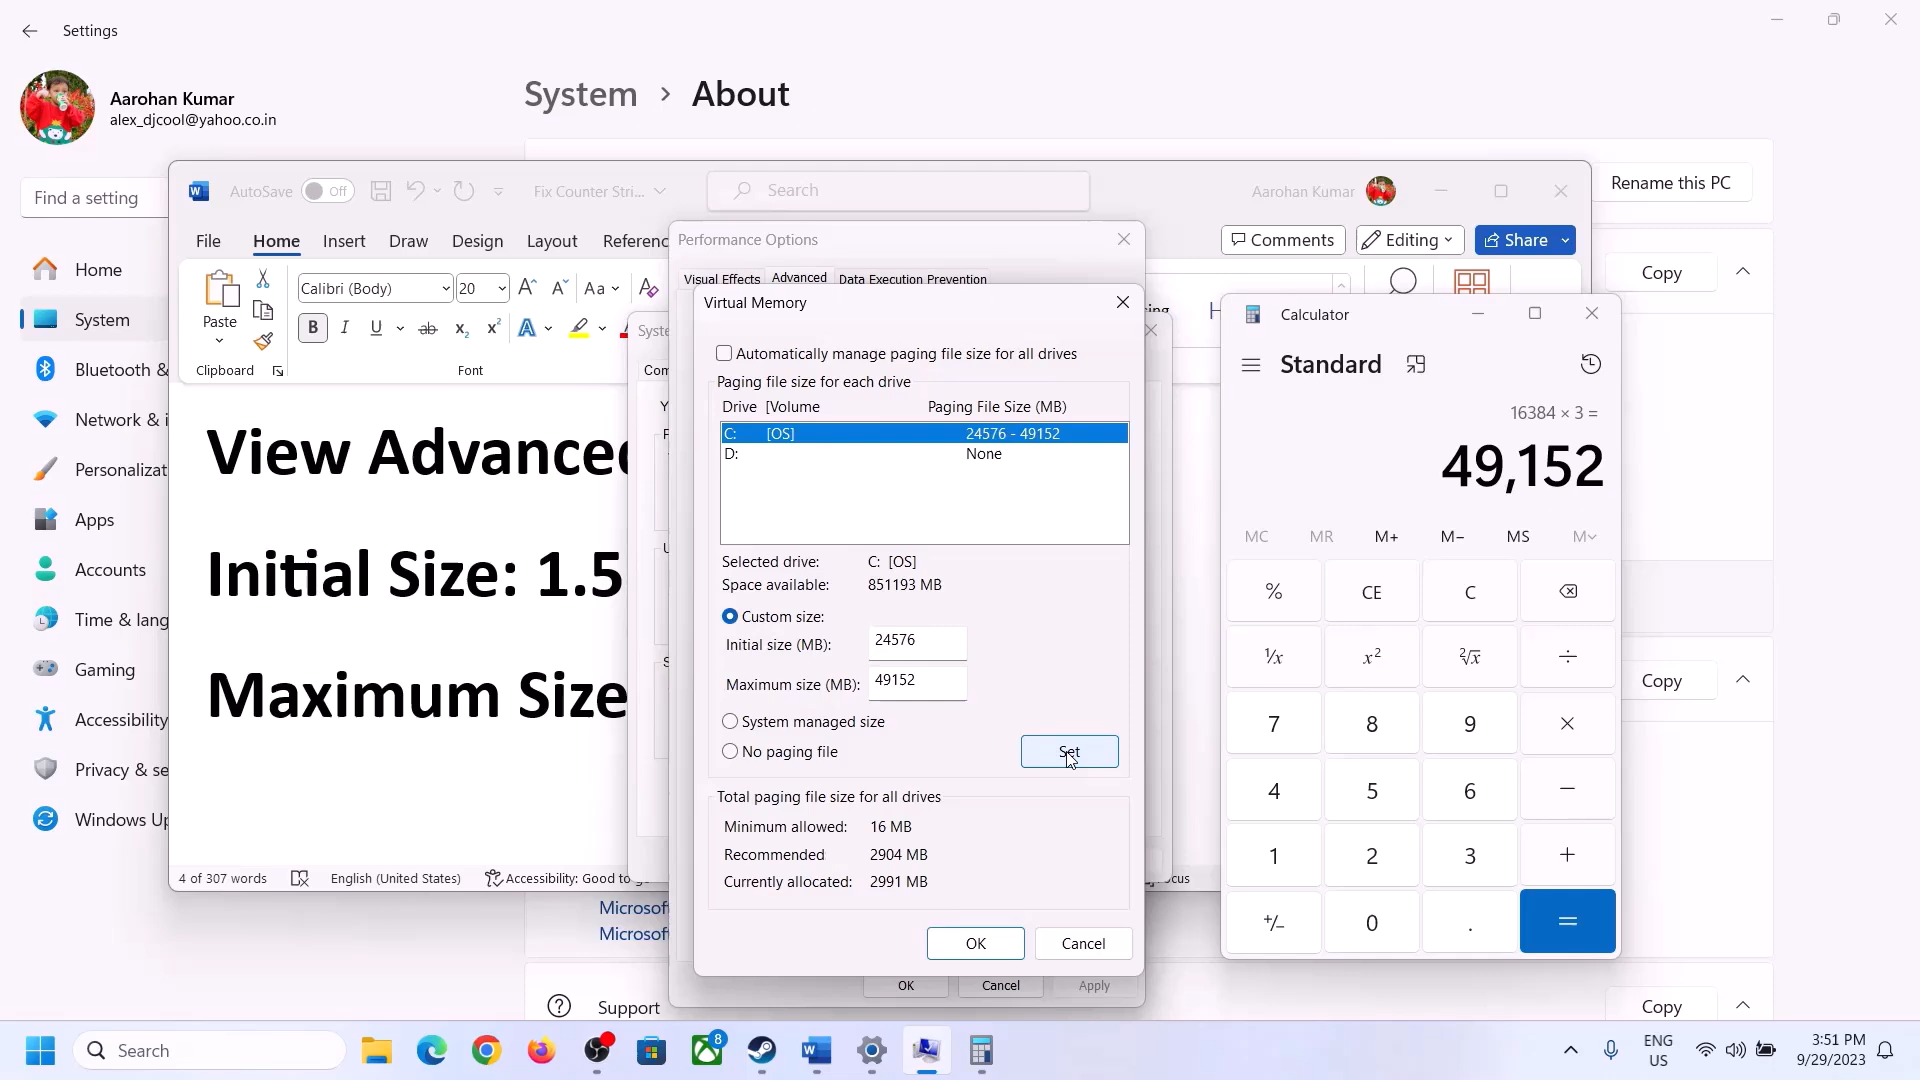 Settings
Aarohan Kumar
alex_djcool@yahoo.co.in
System > About
Find a setting
Rename this PC
Home
System
Bluetooth &
Network & i
Personalizat
Apps
Accounts
Time & lang
Gaming
Accessibility
Privacy & se
Windows Up
AutoSave Off
Fix Counter Stri...
Search
Aarohan Kumar
File Home Insert Draw Design Layout Referenc
Comments Editing Share
Paste
Calibri (Body) 20
Clipboard Font
View Advanced
Initial Size: 1.5
Maximum Size
4 of 307 words English (United States) Accessibility: Good to
Microsof
Microsof
Support
Copy
Copy
Copy
Performance Options
Visual Effects Advanced Data Execution Prevention
Syste
Com
Virtual Memory
Automatically manage paging file size for all drives
Paging file size for each drive
Drive [Volume Paging File Size (MB)
C: [OS] 24576 - 49152
D: None
Selected drive: C: [OS]
Space available: 851193 MB
Custom size:
Initial size (MB): 24576
Maximum size (MB): 49152
System managed size
No paging file
Set
Total paging file size for all drives
Minimum allowed: 16 MB
Recommended 2904 MB
Currently allocated: 2991 MB
OK Cancel
OK Cancel Apply
Calculator
Standard
16384 × 3 =
49,152
MC MR M+ M− MS M˅
% CE C
¹/x x² ²√x ÷
7 8 9 ×
4 5 6 −
1 2 3 +
+/− 0 . =
Search
8
ENG
US
3:51 PM
9/29/2023